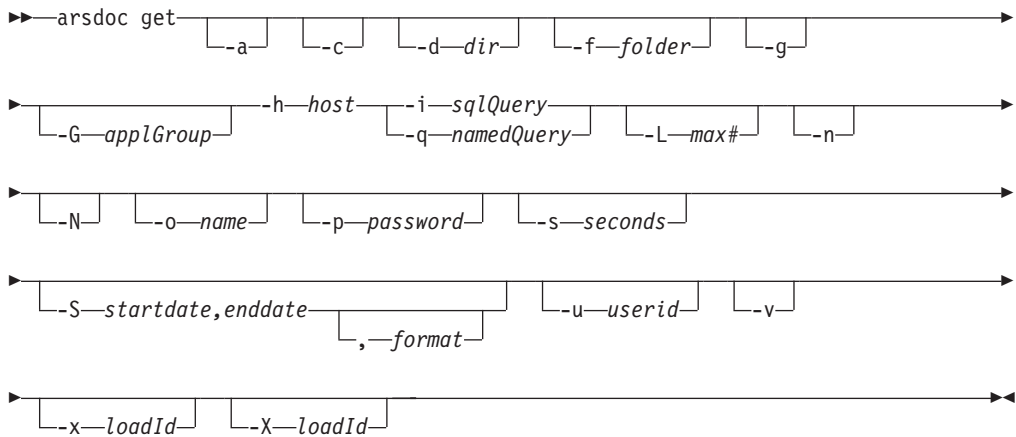 arsdoc get
-a
-c
-d dir
-f folder
-g
-G applGroup
-h host
-i sqlQuery
-q namedQuery
-L max#
-n
-N
-o name
-p password
-s seconds
-S startdate,enddate
, format
-u userid
-v
-x loadId
-X loadId